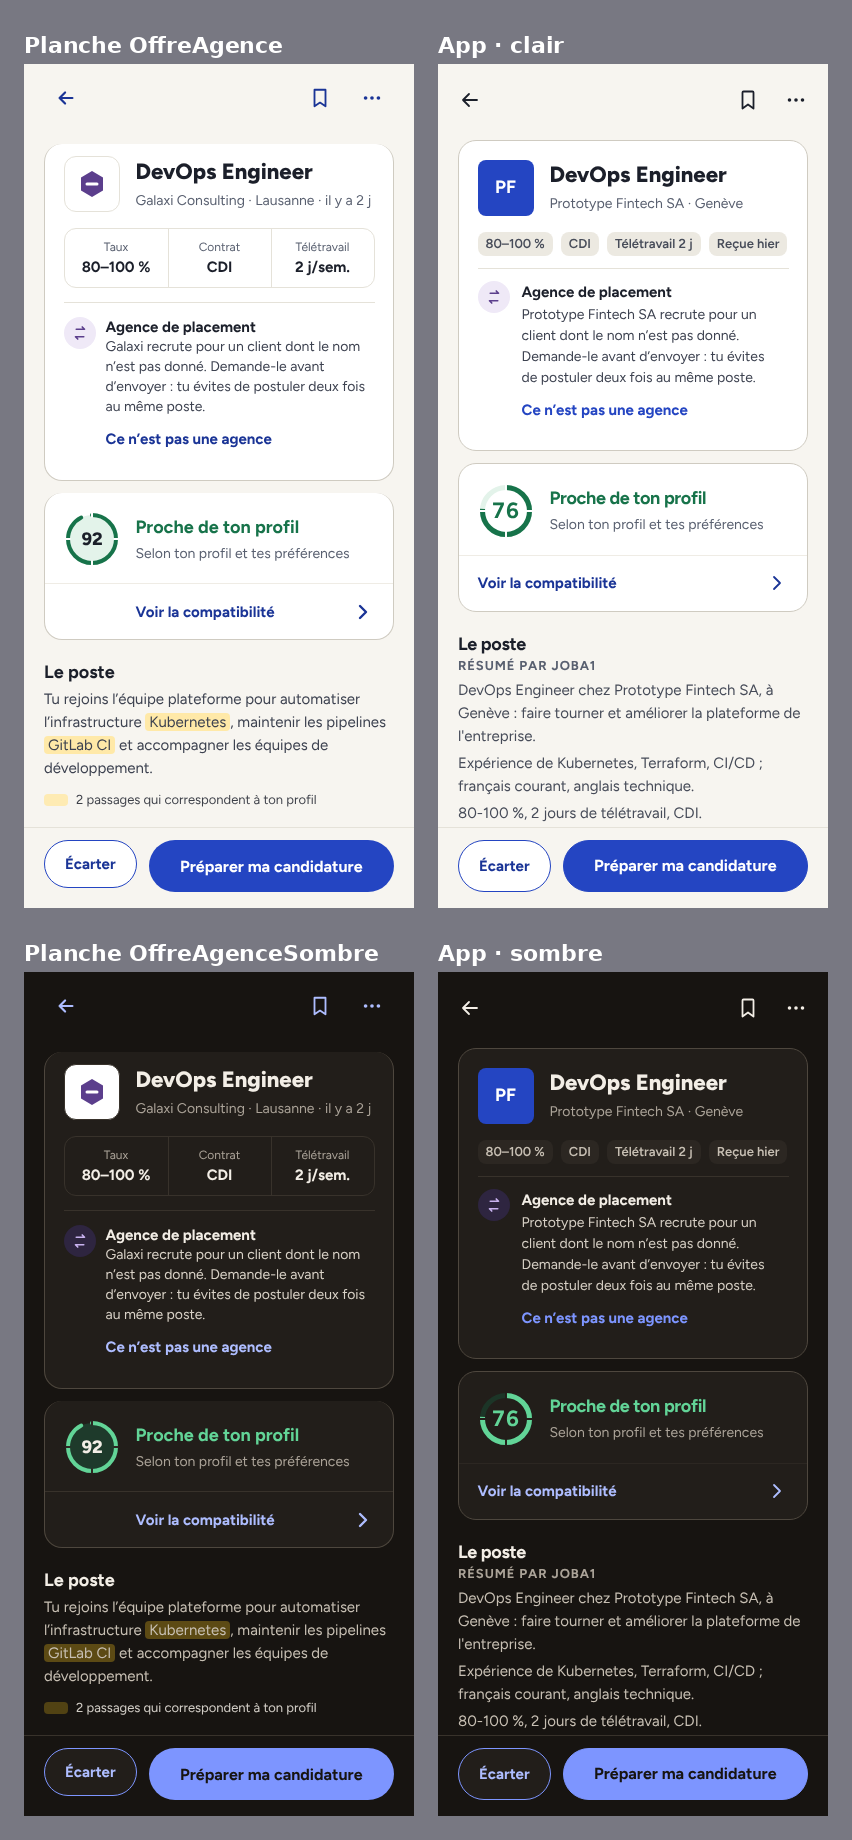 Planche OffreAgence
DevOps Engineer
Galaxi Consulting · Lausanne · il y a 2 j
Taux
80–100 %
Contrat
CDI
Télétravail
2 j/sem.
Agence de placement
Galaxi recrute pour un client dont le nom
n’est pas donné. Demande-le avant
d’envoyer : tu évites de postuler deux fois
au même poste.
Ce n’est pas une agence
92
Proche de ton profil
Selon ton profil et tes préférences
Voir la compatibilité
Le poste
Tu rejoins l’équipe plateforme pour automatiser
l’infrastructure Kubernetes, maintenir les pipelines
GitLab CI et accompagner les équipes de
développement.
2 passages qui correspondent à ton profil
Écarter
Préparer ma candidature
App · clair
PF
DevOps Engineer
Prototype Fintech SA · Genève
80–100 % CDI Télétravail 2 j Reçue hier
Agence de placement
Prototype Fintech SA recrute pour un
client dont le nom n’est pas donné.
Demande-le avant d’envoyer : tu évites
de postuler deux fois au même poste.
Ce n’est pas une agence
76
Proche de ton profil
Selon ton profil et tes préférences
Voir la compatibilité
Le poste
RÉSUMÉ PAR JOBA1
DevOps Engineer chez Prototype Fintech SA, à
Genève : faire tourner et améliorer la plateforme de
l'entreprise.
Expérience de Kubernetes, Terraform, CI/CD ;
français courant, anglais technique.
80-100 %, 2 jours de télétravail, CDI.
Écarter
Préparer ma candidature
Planche OffreAgenceSombre
DevOps Engineer
Galaxi Consulting · Lausanne · il y a 2 j
Taux
80–100 %
Contrat
CDI
Télétravail
2 j/sem.
Agence de placement
Galaxi recrute pour un client dont le nom
n’est pas donné. Demande-le avant
d’envoyer : tu évites de postuler deux fois
au même poste.
Ce n’est pas une agence
92
Proche de ton profil
Selon ton profil et tes préférences
Voir la compatibilité
Le poste
Tu rejoins l’équipe plateforme pour automatiser
l’infrastructure Kubernetes, maintenir les pipelines
GitLab CI et accompagner les équipes de
développement.
2 passages qui correspondent à ton profil
Écarter
Préparer ma candidature
App · sombre
PF
DevOps Engineer
Prototype Fintech SA · Genève
80–100 % CDI Télétravail 2 j Reçue hier
Agence de placement
Prototype Fintech SA recrute pour un
client dont le nom n’est pas donné.
Demande-le avant d’envoyer : tu évites
de postuler deux fois au même poste.
Ce n’est pas une agence
76
Proche de ton profil
Selon ton profil et tes préférences
Voir la compatibilité
Le poste
RÉSUMÉ PAR JOBA1
DevOps Engineer chez Prototype Fintech SA, à
Genève : faire tourner et améliorer la plateforme de
l'entreprise.
Expérience de Kubernetes, Terraform, CI/CD ;
français courant, anglais technique.
80-100 %, 2 jours de télétravail, CDI.
Écarter
Préparer ma candidature